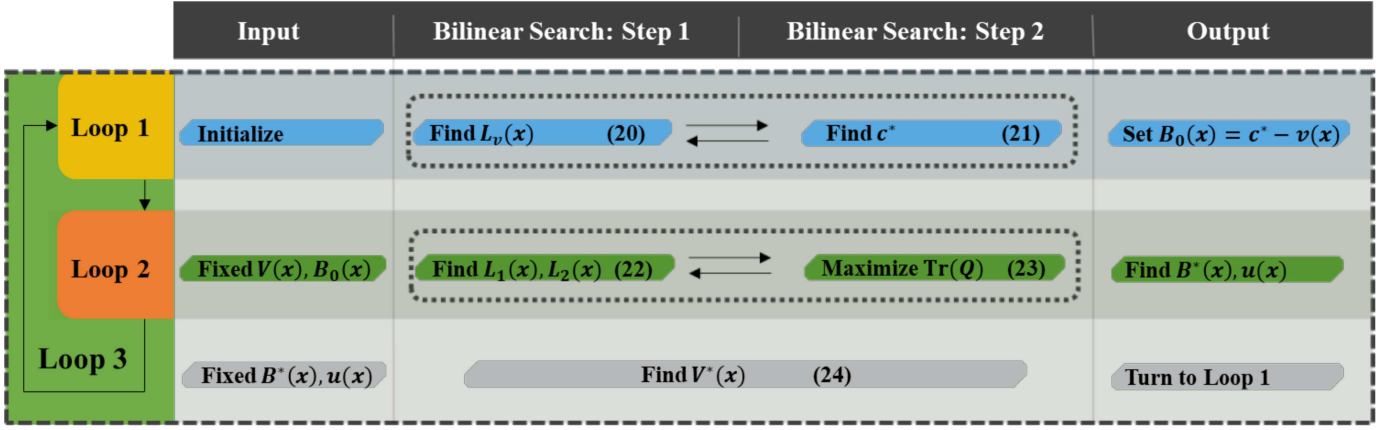 Input Bilinear Search: Step 1 Bilinear Search: Step 2 Output
Loop 1 Initialize Find L_v(x) (20) Find c* (21) Set B_0(x) = c* − v(x)
Loop 2 Fixed V(x), B_0(x) Find L_1(x), L_2(x) (22) Maximize Tr(Q) (23) Find B*(x), u(x)
Loop 3 Fixed B*(x), u(x) Find V*(x) (24) Turn to Loop 1